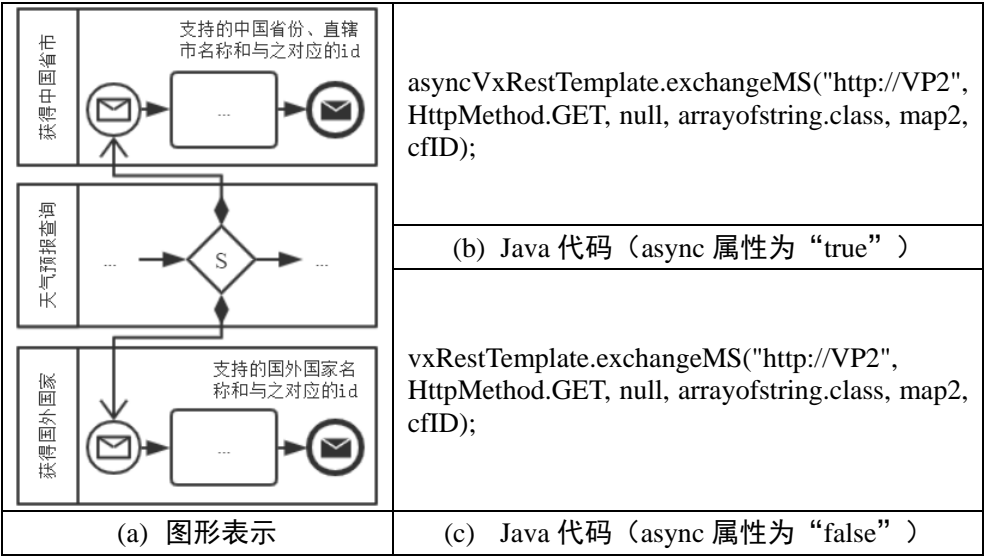 获得中国省市
支持的中国省份、直辖
市名称和与之对应的id
...
天气预报查询
...
S
...
获得国外国家
支持的国外国家名
称和与之对应的id
...
(a) 图形表示
asyncVxRestTemplate.exchangeMS("http://VP2",
HttpMethod.GET, null, arrayofstring.class, map2,
cfID);
(b) Java 代码（async 属性为“true”）
vxRestTemplate.exchangeMS("http://VP2",
HttpMethod.GET, null, arrayofstring.class, map2,
cfID);
(c) Java 代码（async 属性为“false”）